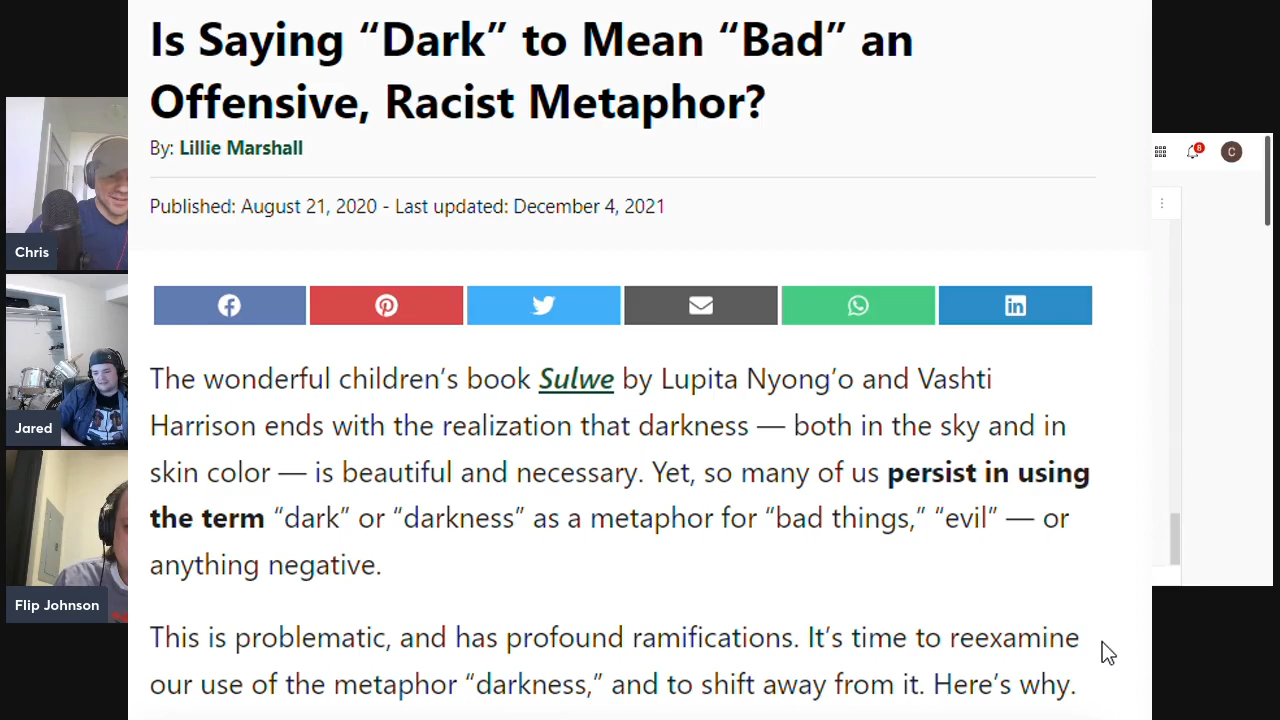 Is Saying “Dark” to Mean “Bad” an
Offensive, Racist Metaphor?
By: Lillie Marshall
Published: August 21, 2020 - Last updated: December 4, 2021
The wonderful children’s book Sulwe by Lupita Nyong’o and Vashti
Harrison ends with the realization that darkness — both in the sky and in
skin color — is beautiful and necessary. Yet, so many of us persist in using
the term “dark” or “darkness” as a metaphor for “bad things,” “evil” — or
anything negative.
This is problematic, and has profound ramifications. It’s time to reexamine
our use of the metaphor “darkness,” and to shift away from it. Here’s why.
Chris
Jared
Flip Johnson
8
C